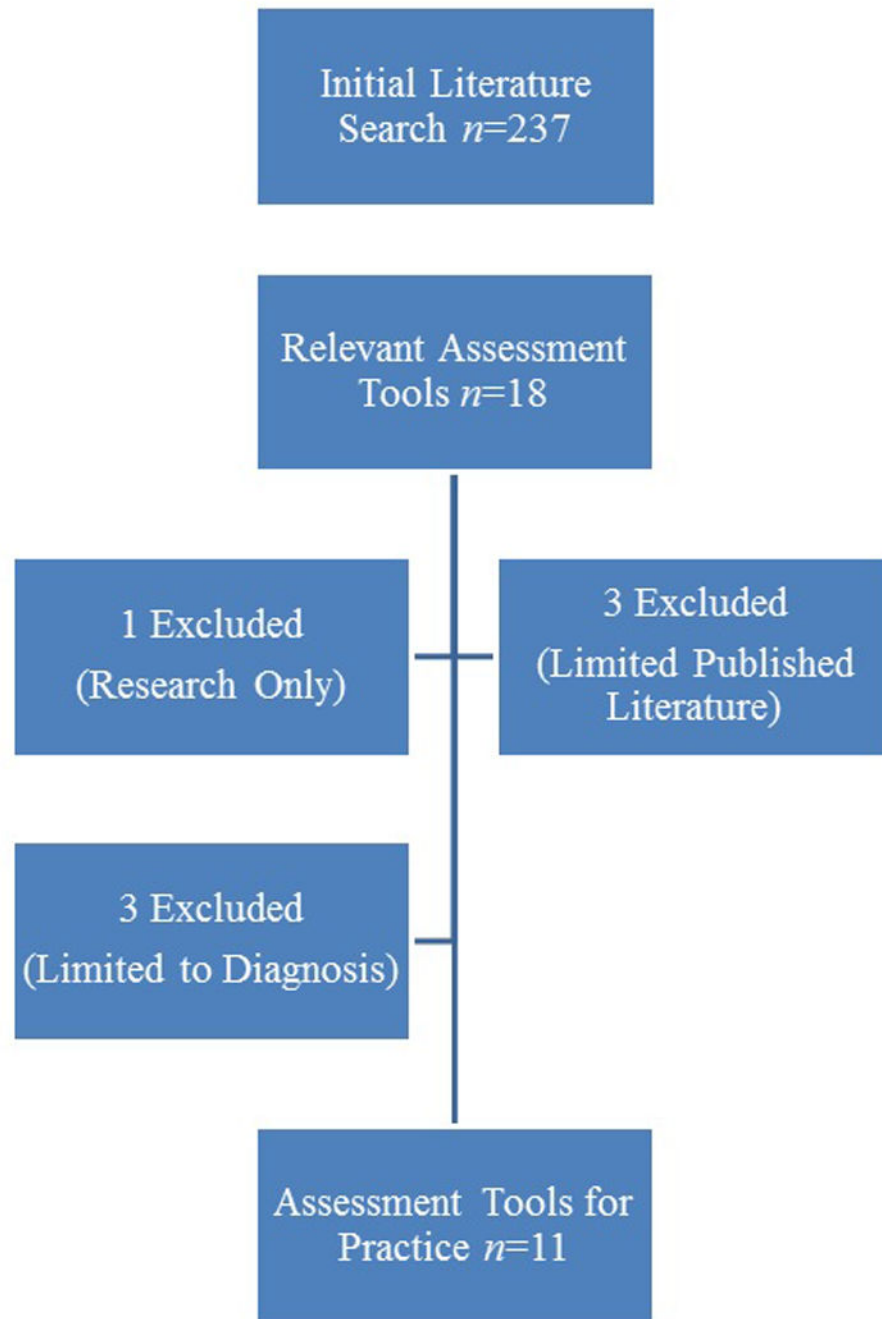 Initial Literature
Search n=237
Relevant Assessment
Tools n=18
1 Excluded
(Research Only)
3 Excluded
(Limited Published
Literature)
3 Excluded
(Limited to Diagnosis)
Assessment Tools for
Practice n=11